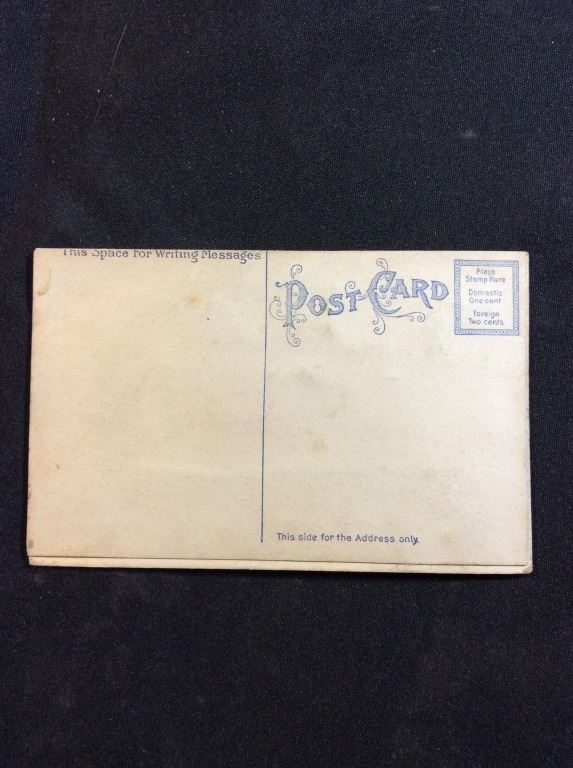 This Space for Writing Messages
POST CARD
Place
Stamp Here
Domestic
One cent
Foreign
Two cents
This side for the Address only.